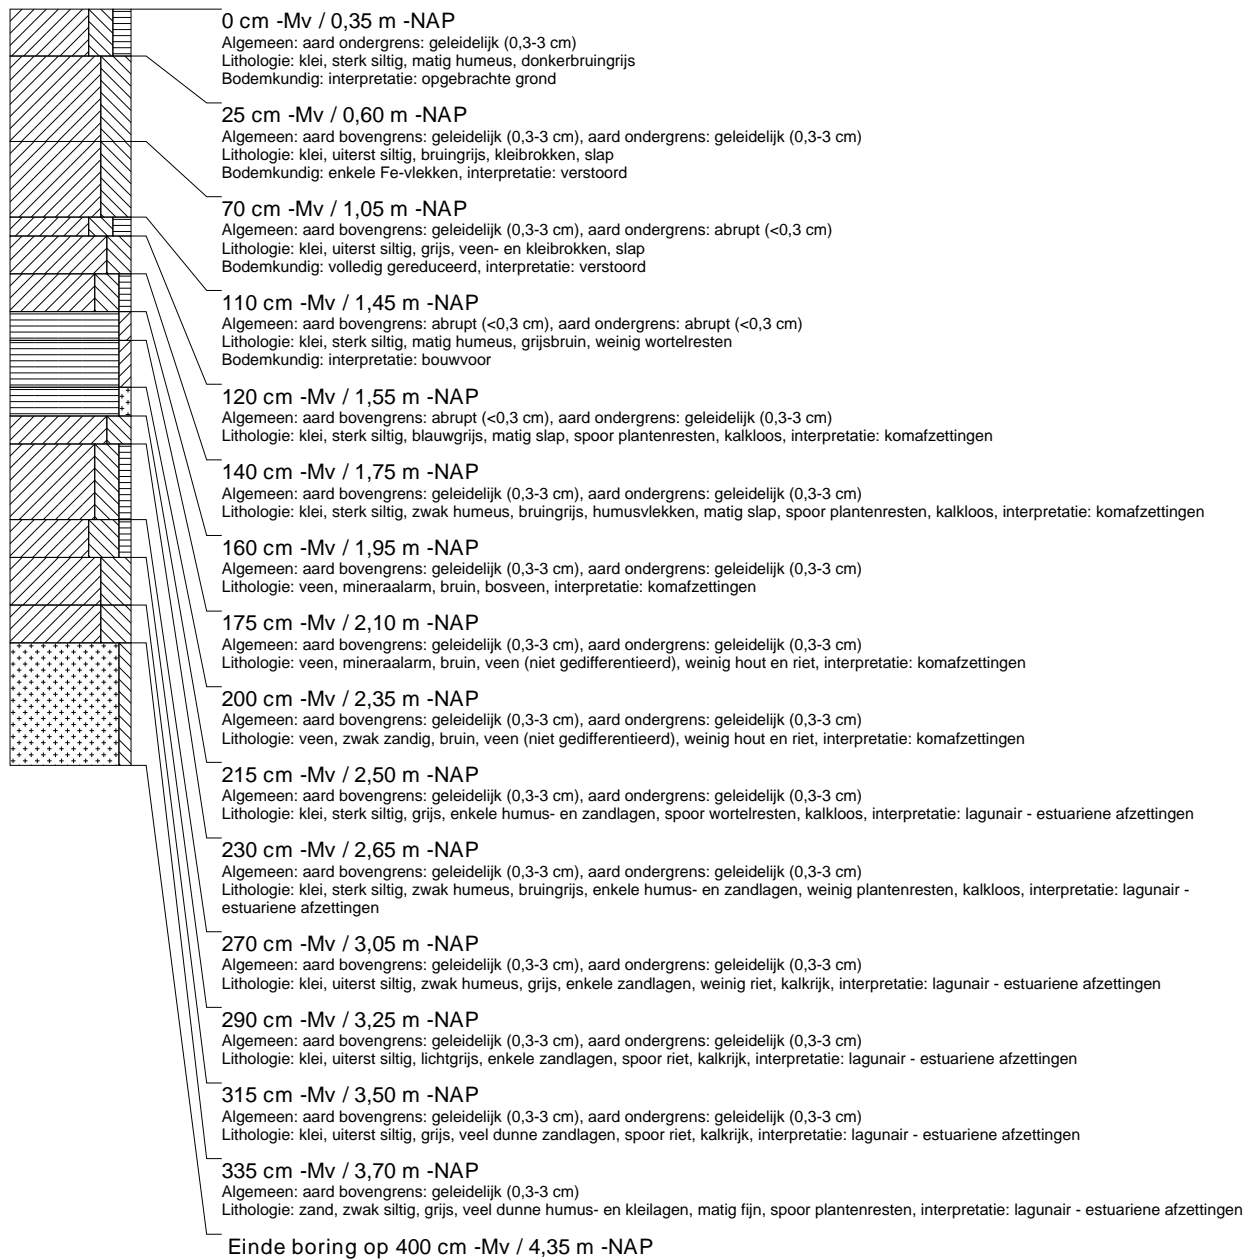 0 cm -Mv / 0,35 m -NAP
Algemeen: aard ondergrens: geleidelijk (0,3-3 cm)
Lithologie: klei, sterk siltig, matig humeus, donkerbruingrijs
Bodemkundig: interpretatie: opgebrachte grond
25 cm -Mv / 0,60 m -NAP
Algemeen: aard bovengrens: geleidelijk (0,3-3 cm), aard ondergrens: geleidelijk (0,3-3 cm)
Lithologie: klei, uiterst siltig, bruingrijs, kleibrokken, slap
Bodemkundig: enkele Fe-vlekken, interpretatie: verstoord
70 cm -Mv / 1,05 m -NAP
Algemeen: aard bovengrens: geleidelijk (0,3-3 cm), aard ondergrens: abrupt (<0,3 cm)
Lithologie: klei, uiterst siltig, grijs, veen- en kleibrokken, slap
Bodemkundig: volledig gereduceerd, interpretatie: verstoord
110 cm -Mv / 1,45 m -NAP
Algemeen: aard bovengrens: abrupt (<0,3 cm), aard ondergrens: abrupt (<0,3 cm)
Lithologie: klei, sterk siltig, matig humeus, grijsbruin, weinig wortelresten
Bodemkundig: interpretatie: bouwvoor
120 cm -Mv / 1,55 m -NAP
Algemeen: aard bovengrens: abrupt (<0,3 cm), aard ondergrens: geleidelijk (0,3-3 cm)
Lithologie: klei, sterk siltig, blauwgrijs, matig slap, spoor plantenresten, kalkloos, interpretatie: komafzettingen
140 cm -Mv / 1,75 m -NAP
Algemeen: aard bovengrens: geleidelijk (0,3-3 cm), aard ondergrens: geleidelijk (0,3-3 cm)
Lithologie: klei, sterk siltig, zwak humeus, bruingrijs, humusvlekken, matig slap, spoor plantenresten, kalkloos, interpretatie: komafzettingen
160 cm -Mv / 1,95 m -NAP
Algemeen: aard bovengrens: geleidelijk (0,3-3 cm), aard ondergrens: geleidelijk (0,3-3 cm)
Lithologie: veen, mineraalarm, bruin, bosveen, interpretatie: komafzettingen
175 cm -Mv / 2,10 m -NAP
Algemeen: aard bovengrens: geleidelijk (0,3-3 cm), aard ondergrens: geleidelijk (0,3-3 cm)
Lithologie: veen, mineraalarm, bruin, veen (niet gedifferentieerd), weinig hout en riet, interpretatie: komafzettingen
200 cm -Mv / 2,35 m -NAP
Algemeen: aard bovengrens: geleidelijk (0,3-3 cm), aard ondergrens: geleidelijk (0,3-3 cm)
Lithologie: veen, zwak zandig, bruin, veen (niet gedifferentieerd), weinig hout en riet, interpretatie: komafzettingen
215 cm -Mv / 2,50 m -NAP
Algemeen: aard bovengrens: geleidelijk (0,3-3 cm), aard ondergrens: geleidelijk (0,3-3 cm)
Lithologie: klei, sterk siltig, grijs, enkele humus- en zandlagen, spoor wortelresten, kalkloos, interpretatie: lagunair - estuariene afzettingen
230 cm -Mv / 2,65 m -NAP
Algemeen: aard bovengrens: geleidelijk (0,3-3 cm), aard ondergrens: geleidelijk (0,3-3 cm)
Lithologie: klei, sterk siltig, zwak humeus, bruingrijs, enkele humus- en zandlagen, weinig plantenresten, kalkloos, interpretatie: lagunair -
estuariene afzettingen
270 cm -Mv / 3,05 m -NAP
Algemeen: aard bovengrens: geleidelijk (0,3-3 cm), aard ondergrens: geleidelijk (0,3-3 cm)
Lithologie: klei, uiterst siltig, zwak humeus, grijs, enkele zandlagen, weinig riet, kalkrijk, interpretatie: lagunair - estuariene afzettingen
290 cm -Mv / 3,25 m -NAP
Algemeen: aard bovengrens: geleidelijk (0,3-3 cm), aard ondergrens: geleidelijk (0,3-3 cm)
Lithologie: klei, uiterst siltig, lichtgrijs, enkele zandlagen, spoor riet, kalkrijk, interpretatie: lagunair - estuariene afzettingen
315 cm -Mv / 3,50 m -NAP
Algemeen: aard bovengrens: geleidelijk (0,3-3 cm), aard ondergrens: geleidelijk (0,3-3 cm)
Lithologie: klei, uiterst siltig, grijs, veel dunne zandlagen, spoor riet, kalkrijk, interpretatie: lagunair - estuariene afzettingen
335 cm -Mv / 3,70 m -NAP
Algemeen: aard bovengrens: geleidelijk (0,3-3 cm)
Lithologie: zand, zwak siltig, grijs, veel dunne humus- en kleilagen, matig fijn, spoor plantenresten, interpretatie: lagunair - estuariene afzettingen
Einde boring op 400 cm -Mv / 4,35 m -NAP